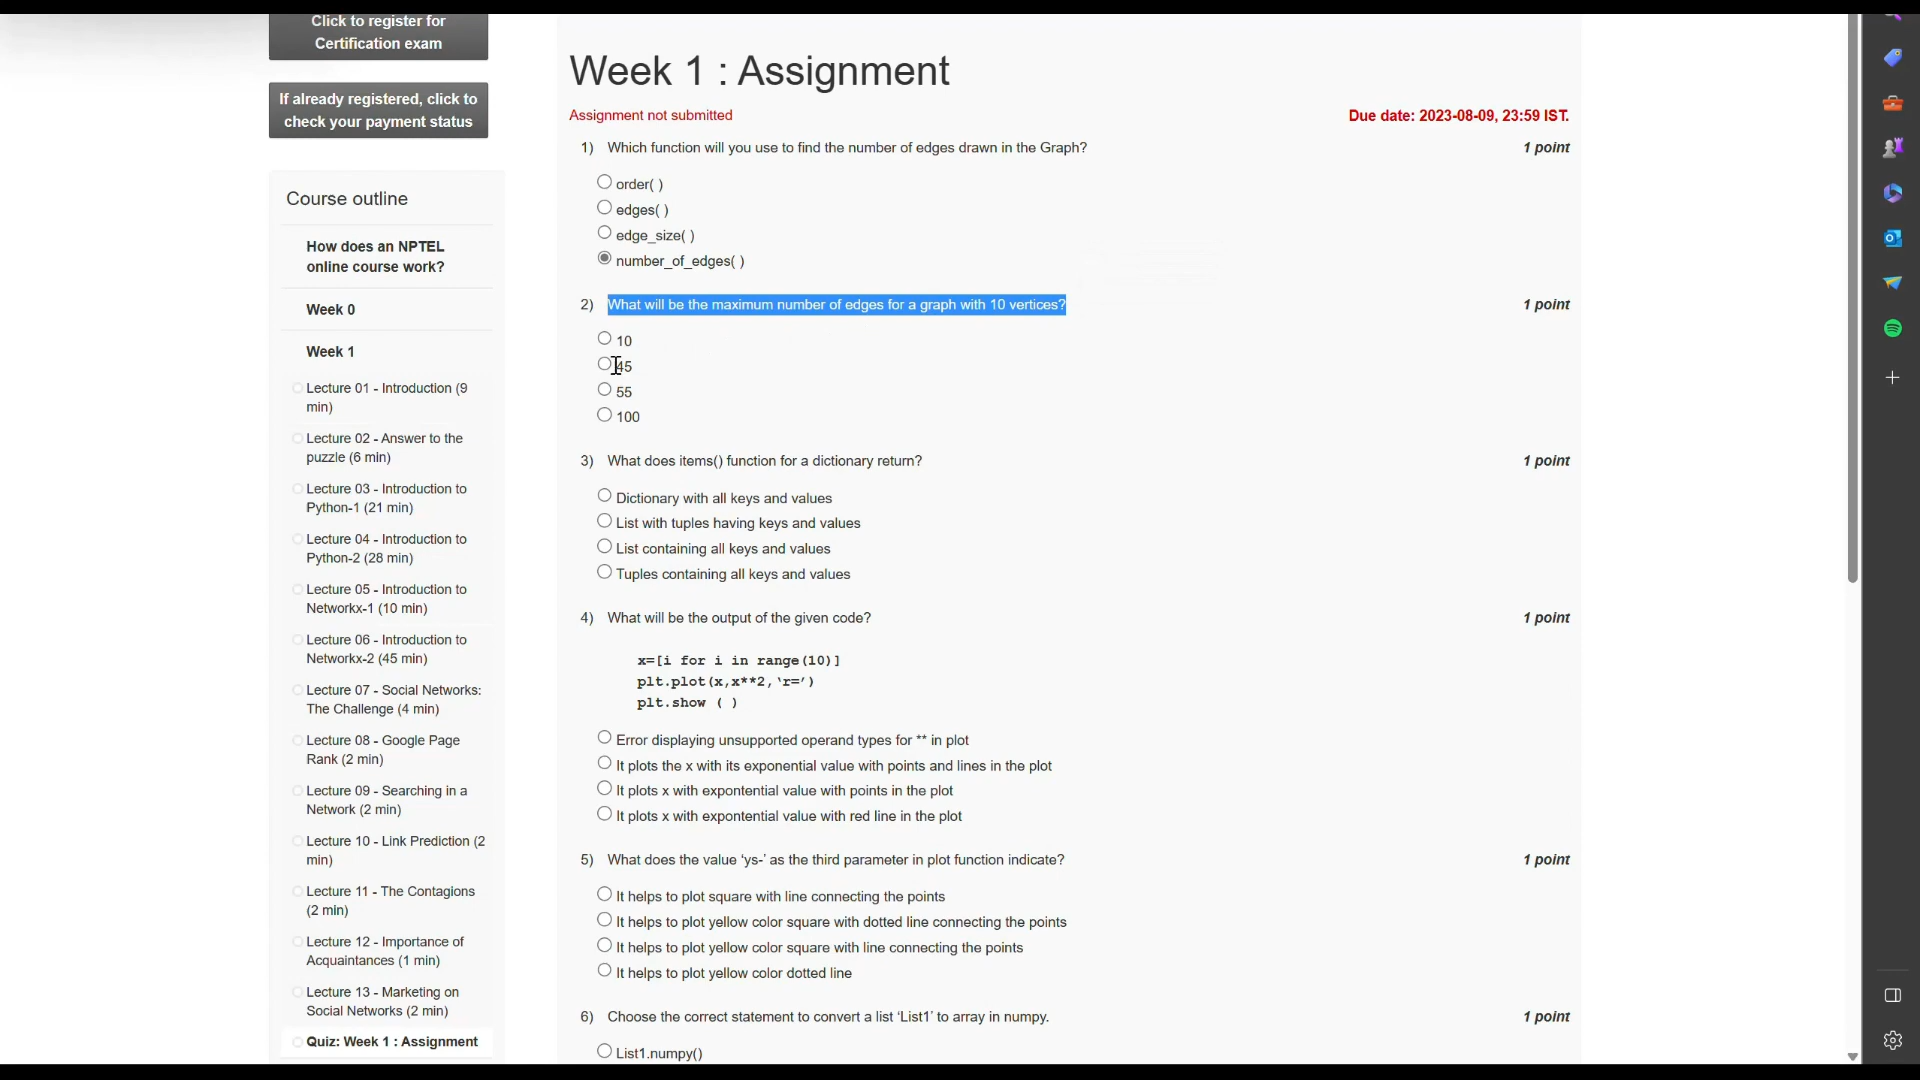 Click to register for
Certification exam
If already registered, click to
check your payment status
Course outline
How does an NPTEL
online course work?
Week 0
Week 1
Lecture 01 - Introduction (9
min)
Lecture 02 - Answer to the
puzzle (6 min)
Lecture 03 - Introduction to
Python-1 (21 min)
Lecture 04 - Introduction to
Python-2 (28 min)
Lecture 05 - Introduction to
Networkx-1 (10 min)
Lecture 06 - Introduction to
Networkx-2 (45 min)
Lecture 07 - Social Networks:
The Challenge (4 min)
Lecture 08 - Google Page
Rank (2 min)
Lecture 09 - Searching in a
Network (2 min)
Lecture 10 - Link Prediction (2
min)
Lecture 11 - The Contagions
(2 min)
Lecture 12 - Importance of
Acquaintances (1 min)
Lecture 13 - Marketing on
Social Networks (2 min)
Quiz: Week 1 : Assignment
Week 1 : Assignment
Assignment not submitted Due date: 2023-08-09, 23:59 IST.
1) Which function will you use to find the number of edges drawn in the Graph? 1 point
order( )
edges( )
edge_size( )
number_of_edges( )
2) What will be the maximum number of edges for a graph with 10 vertices? 1 point
10
45
55
100
3) What does items() function for a dictionary return? 1 point
Dictionary with all keys and values
List with tuples having keys and values
List containing all keys and values
Tuples containing all keys and values
4) What will be the output of the given code? 1 point
x=[i for i in range(10)]
plt.plot(x,x**2,‘r=’)
plt.show ( )
Error displaying unsupported operand types for ** in plot
It plots the x with its exponential value with points and lines in the plot
It plots x with expontential value with points in the plot
It plots x with expontential value with red line in the plot
5) What does the value ‘ys-’ as the third parameter in plot function indicate? 1 point
It helps to plot square with line connecting the points
It helps to plot yellow color square with dotted line connecting the points
It helps to plot yellow color square with line connecting the points
It helps to plot yellow color dotted line
6) Choose the correct statement to convert a list ‘List1’ to array in numpy. 1 point
List1.numpy()